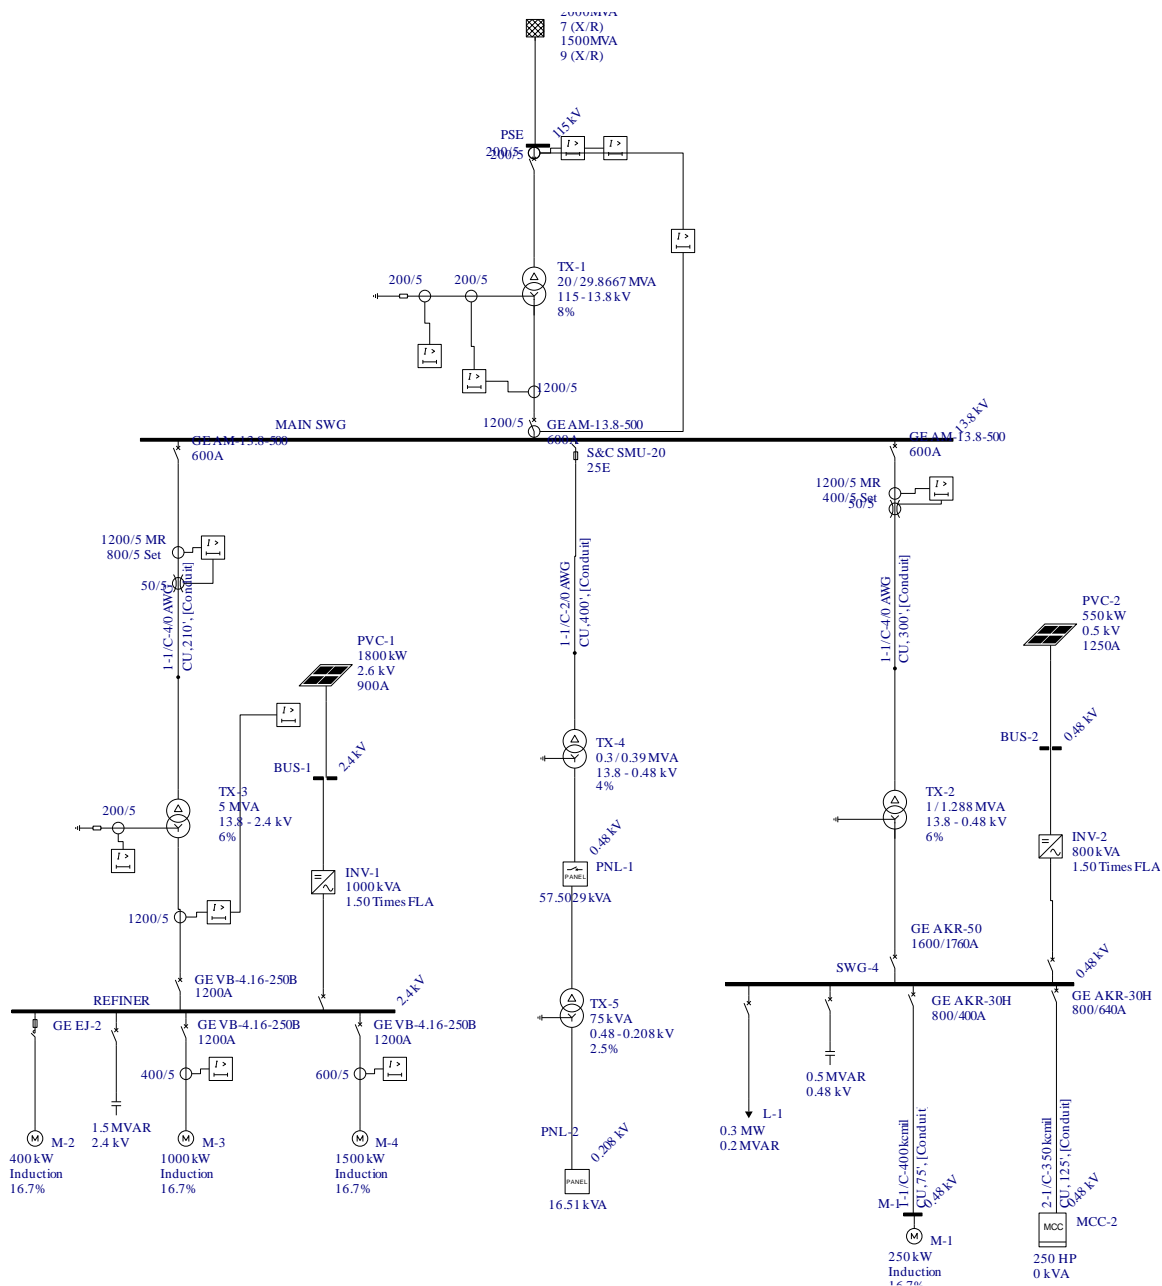 2000MVA
7 (X/R)
1500MVA
9 (X/R)
115 kV
PSE
200/5
200/5
I >
I >
I >
TX-1
20/29.8667 MVA
115 - 13.8 kV
8%
200/5
200/5
I >
I >
1200/5
1200/5
GE AM-13.8-500
600A
MAIN SWG
13.8 kV
GE AM-13.8-500
600A
S&C SMU-20
25E
GE AM-13.8-500
600A
1200/5 MR
800/5 Set
I >
50/5
1-1/C-4/0 AWG
CU, 210', [Conduit]
1-1/C-2/0 AWG
CU, 400', [Conduit]
1200/5 MR
400/5 Set
50/5
I >
1-1/C-4/0 AWG
CU, 300', [Conduit]
PVC-1
1800 kW
2.6 kV
900A
PVC-2
550 kW
0.5 kV
1250A
I >
BUS-1
2.4 kV
TX-4
0.3/0.39 MVA
13.8 - 0.48 kV
4%
BUS-2
0.48 kV
TX-3
5 MVA
13.8 - 2.4 kV
6%
200/5
I >
TX-2
1/1.288 MVA
13.8 - 0.48 kV
6%
0.48 kV
PANEL
PNL-1
57.5029 kVA
INV-1
1000 kVA
1.50 Times FLA
INV-2
800 kVA
1.50 Times FLA
1200/5
I >
GE AKR-50
1600/1760A
GE VB-4.16-250B
1200A
SWG-4
0.48 kV
REFINER
2.4 kV
TX-5
75 kVA
0.48 - 0.208 kV
2.5%
GE AKR-30H
800/400A
GE AKR-30H
800/640A
GE EJ-2
GE VB-4.16-250B
1200A
GE VB-4.16-250B
1200A
400/5
I >
600/5
I >
0.5 MVAR
0.48 kV
1.5 MVAR
2.4 kV
L-1
0.3 MW
0.2 MVAR
M
M-2
400 kW
Induction
16.7%
M
M-3
1000 kW
Induction
16.7%
M
M-4
1500 kW
Induction
16.7%
PNL-2
0.208 kV
PANEL
16.51 kVA
1-1/C-400 kcmil
CU, 75', [Conduit]
2-1/C-350 kcmil
CU, 125', [Conduit]
M-1
0.48 kV
M
M-1
250 kW
Induction
16.7%
0.48 kV
MCC
MCC-2
250 HP
0 kVA